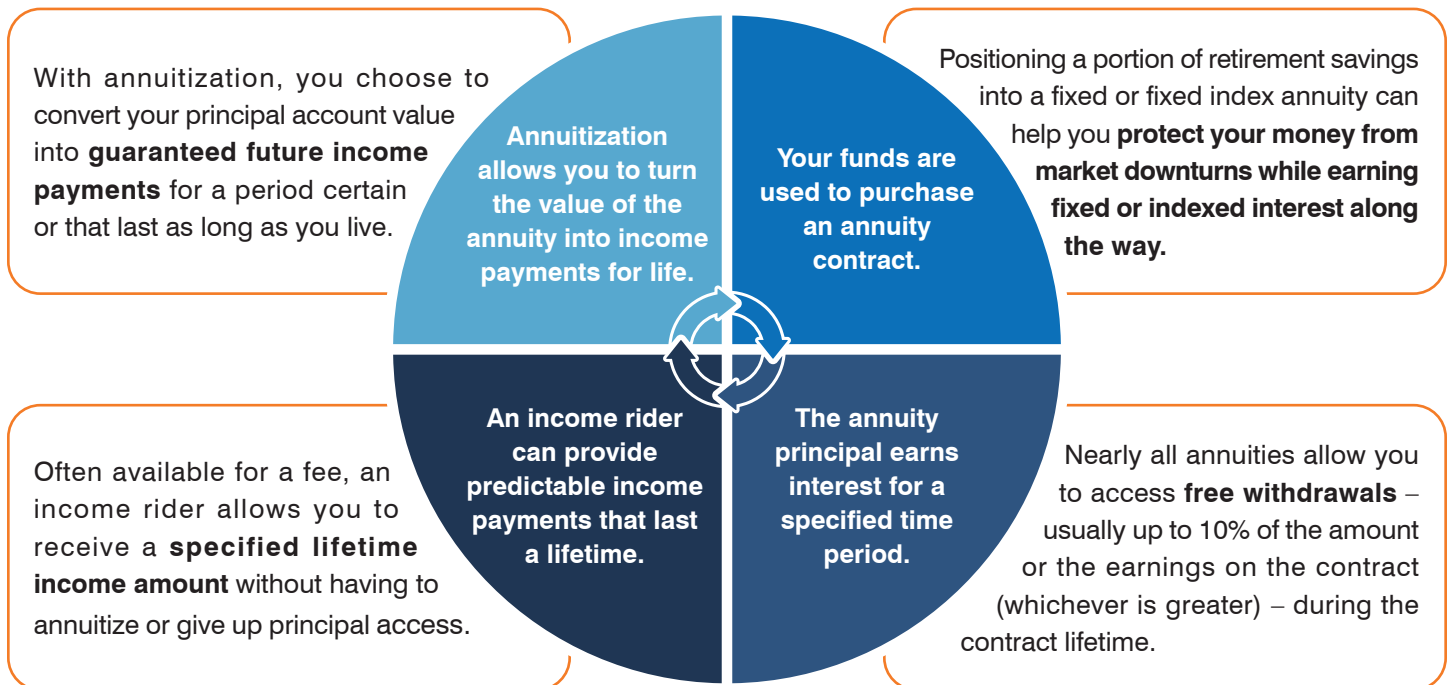 With annuitization, you choose to
convert your principal account value
into guaranteed future income
payments for a period certain
or that last as long as you live.
Annuitization
allows you to turn
the value of the
annuity into income
payments for life.
Your funds are
used to purchase
an annuity
contract.
Positioning a portion of retirement savings
into a fixed or fixed index annuity can
help you protect your money from
market downturns while earning
fixed or indexed interest along
the way.
Often available for a fee, an
income rider allows you to
receive a specified lifetime
income amount without having to
annuitize or give up principal access.
An income rider
can provide
predictable income
payments that last
a lifetime.
The annuity
principal earns
interest for a
specified time
period.
Nearly all annuities allow you
to access free withdrawals –
usually up to 10% of the amount
or the earnings on the contract
(whichever is greater) – during the
contract lifetime.